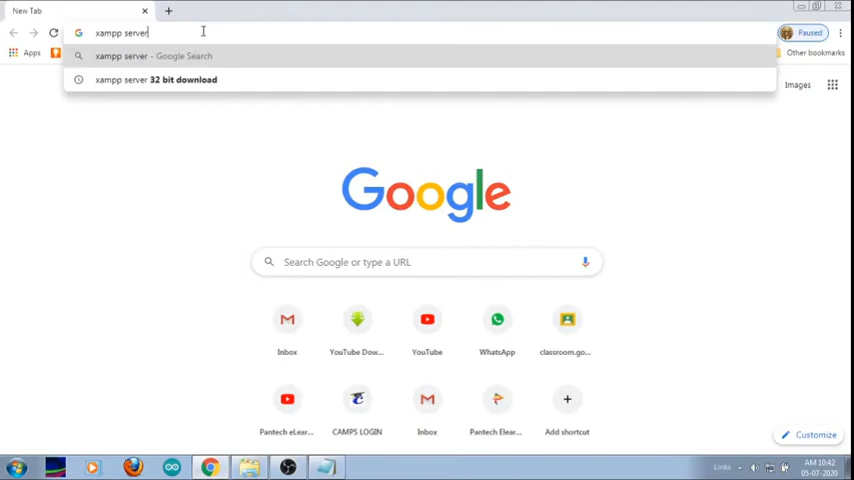 New Tab
xampp server
Paused
xampp server - Google Search
Apps
Other bookmarks
xampp server 32 bit download
Images
Google
Search Google or type a URL
Inbox
YouTube Dow...
YouTube
WhatsApp
classroom.go...
Pantech eLear...
CAMPS LOGIN
Inbox
Pantech Elear...
Add shortcut
Customize
Links
AM 10:42
05-07-2020